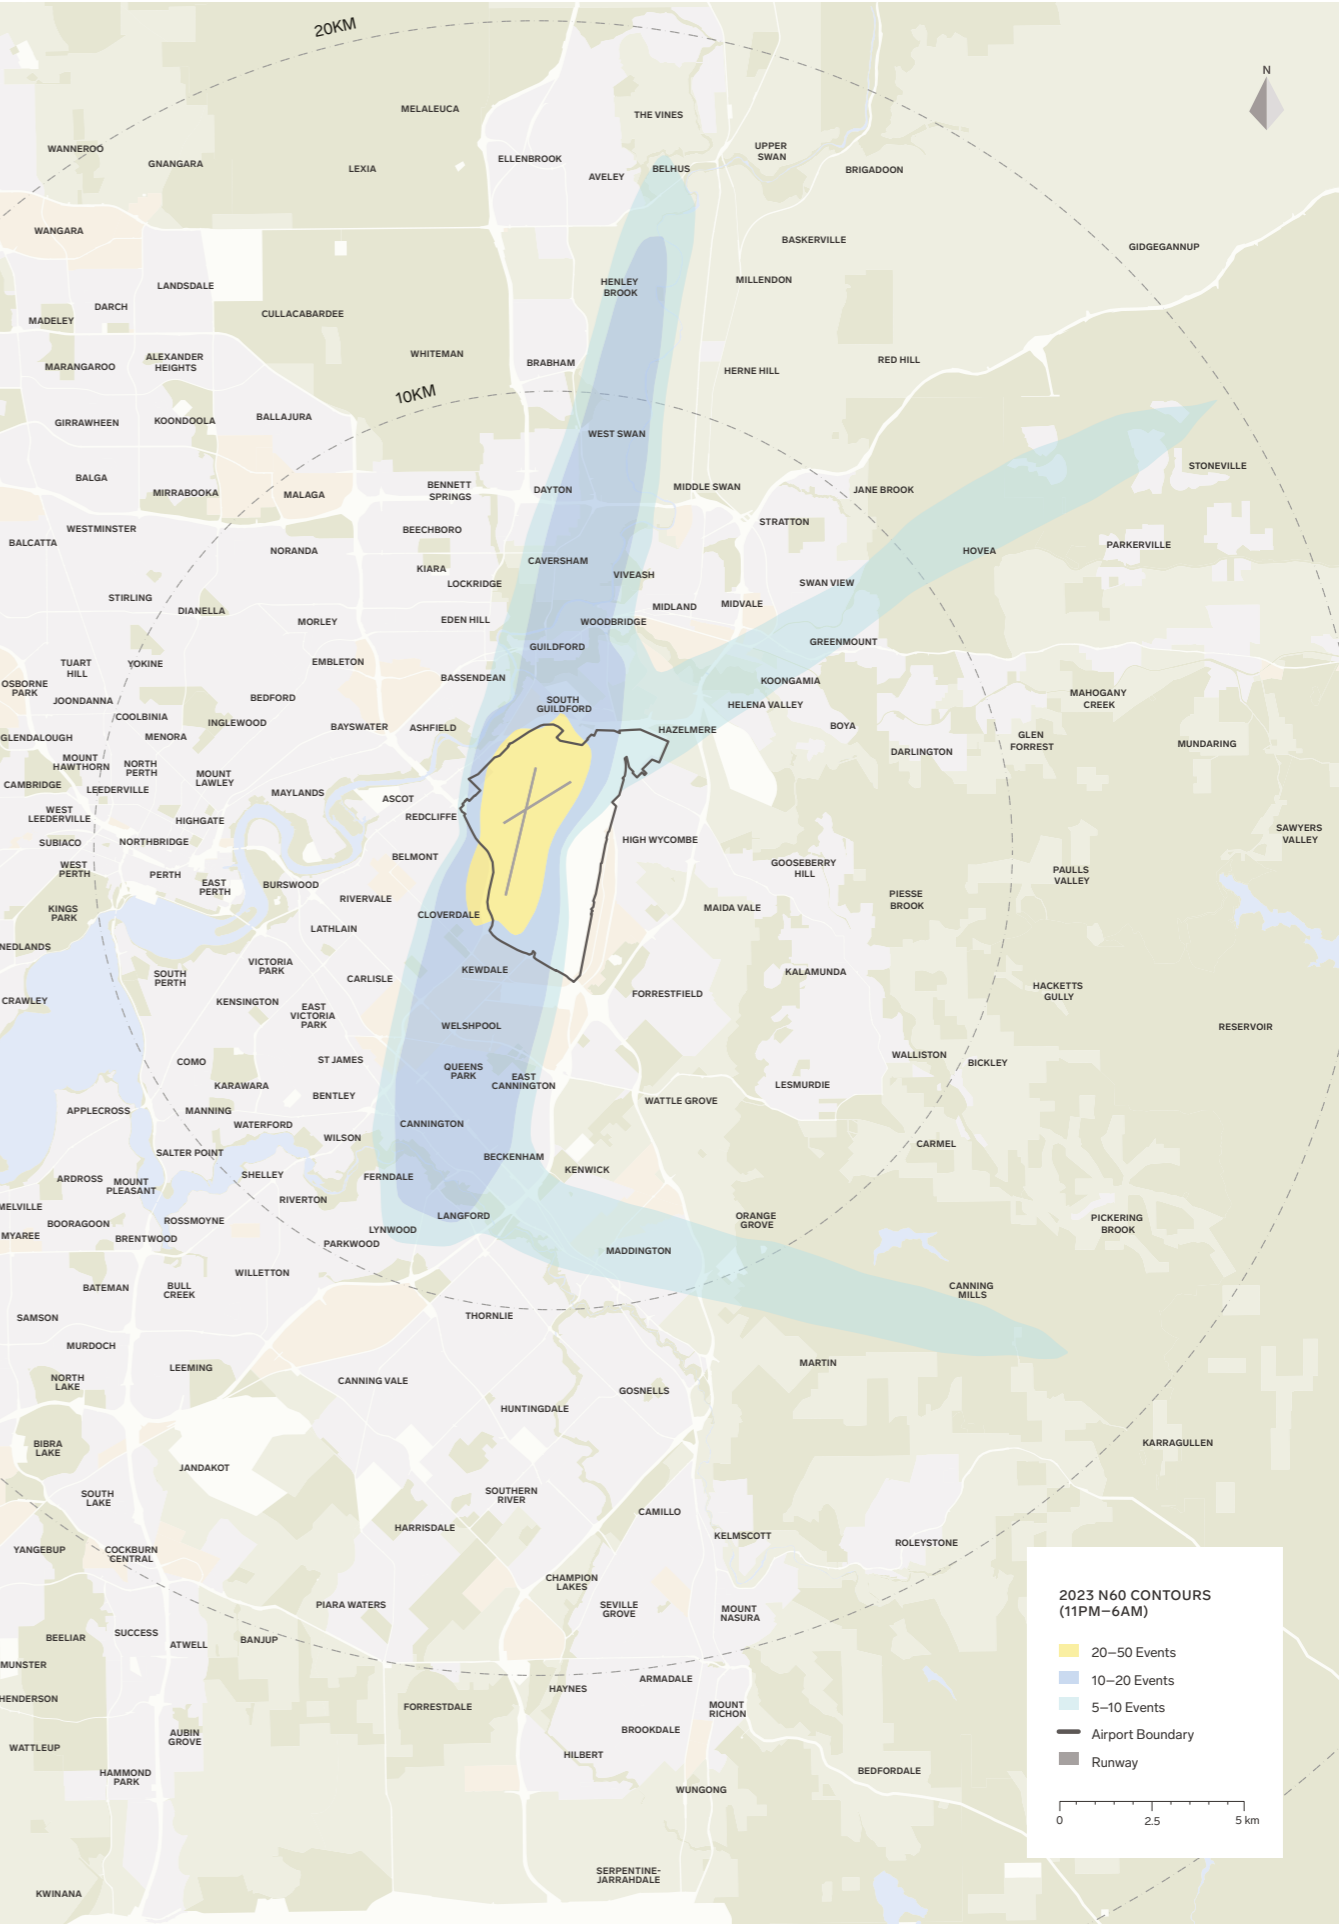 20KM
N
MELALEUCA
THE VINES
WANNEROO
GNANGARA
LEXIA
ELLENBROOK
AVELEY
BELHUS
UPPER
SWAN
BRIGADOON
WANGARA
BASKERVILLE
GIDGEGANNUP
LANDSDALE
HENLEY
BROOK
MILLENDON
DARCH
MADELEY
CULLACABARDEE
MARANGAROO
ALEXANDER
HEIGHTS
WHITEMAN
BRABHAM
HERNE HILL
RED HILL
10KM
GIRRAWHEEN
KOONDOOLA
BALLAJURA
WEST SWAN
BALGA
MIRRABOOKA
MALAGA
BENNETT
SPRINGS
DAYTON
MIDDLE SWAN
JANE BROOK
STONEVILLE
WESTMINSTER
BALCATTA
NORANDA
BEECHBORO
STRATTON
HOVEA
PARKERVILLE
KIARA
LOCKRIDGE
CAVERSHAM
VIVEASH
SWAN VIEW
STIRLING
DIANELLA
MORLEY
EDEN HILL
WOODBRIDGE
MIDLAND
MIDVALE
GREENMOUNT
TUART
HILL
YOKINE
EMBLETON
GUILDFORD
OSBORNE
PARK
JOONDANNA
BEDFORD
BASSENDEAN
KOONGAMIA
MAHOGANY
CREEK
COOLBINIA
INGLEWOOD
BAYSWATER
ASHFIELD
SOUTH
GUILDFORD
HELENA VALLEY
HAZELMERE
BOYA
GLENDALOUGH
MENORA
DARLINGTON
GLEN
FORREST
MUNDARING
MOUNT
HAWTHORN
NORTH
PERTH
MOUNT
LAWLEY
CAMBRIDGE
LEEDERVILLE
MAYLANDS
ASCOT
REDCLIFFE
WEST
LEEDERVILLE
HIGHGATE
SUBIACO
NORTHBRIDGE
HIGH WYCOMBE
SAWYERS
VALLEY
WEST
PERTH
PERTH
EAST
PERTH
BELMONT
BURSWOOD
RIVERVALE
GOOSEBERRY
HILL
PAULLS
VALLEY
KINGS
PARK
CLOVERDALE
MAIDA VALE
PIESSE
BROOK
LATHLAIN
NEDLANDS
SOUTH
PERTH
VICTORIA
PARK
CARLISLE
KEWDALE
KALAMUNDA
CRAWLEY
KENSINGTON
EAST
VICTORIA
PARK
FORRESTFIELD
HACKETTS
GULLY
WELSHPOOL
RESERVOIR
COMO
ST JAMES
QUEENS
PARK
EAST
CANNINGTON
WALLISTON
BICKLEY
KARAWARA
BENTLEY
LESMURDIE
APPLECROSS
MANNING
WATERFORD
WATTLE GROVE
CANNINGTON
WILSON
SALTER POINT
CARMEL
BECKENHAM
KENWICK
ARDROSS
MOUNT
PLEASANT
SHELLEY
FERNDALE
RIVERTON
MELVILLE
BOORAGOON
ROSSMOYNE
LANGFORD
ORANGE
GROVE
PICKERING
BROOK
MYAREE
BRENTWOOD
LYNWOOD
PARKWOOD
MADDINGTON
WILLETTON
BATEMAN
BULL
CREEK
CANNING
MILLS
SAMSON
THORNLIE
MURDOCH
LEEMING
MARTIN
NORTH
LAKE
CANNING VALE
GOSNELLS
HUNTINGDALE
BIBRA
LAKE
KARRAGULLEN
JANDAKOT
SOUTH
LAKE
SOUTHERN
RIVER
CAMILLO
HARRISDALE
KELMSCOTT
ROLEYSTONE
YANGEBUP
COCKBURN
CENTRAL
CHAMPION
LAKES
PIARA WATERS
SEVILLE
GROVE
MOUNT
NASURA
BEELIAR
SUCCESS
ATWELL
BANJUP
MUNSTER
ARMADALE
HAYNES
HENDERSON
FORRESTDALE
MOUNT
RICHON
AUBIN
GROVE
BROOKDALE
WATTLEUP
HILBERT
HAMMOND
PARK
BEDFORDALE
WUNGONG
SERPENTINE-
JARRAHDALE
KWINANA
2023 N60 CONTOURS
(11PM–6AM)
20–50 Events
10–20 Events
5–10 Events
Airport Boundary
Runway
0 2.5 5 km